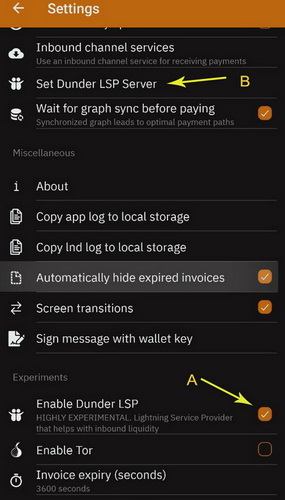 Settings
Inbound channel services
Use an inbound channel service for receiving payments
Set Dunder LSP Server
B
Wait for graph sync before paying
Synchronized graph leads to optimal payment paths
Miscellaneous
About
Copy app log to local storage
Copy lnd log to local storage
Automatically hide expired invoices
Screen transitions
Sign message with wallet key
Experiments
A
Enable Dunder LSP
HIGHLY EXPERIMENTAL. Lightning Service Provider
that helps with inbound liquidity
Enable Tor
Invoice expiry (seconds)
3600 seconds